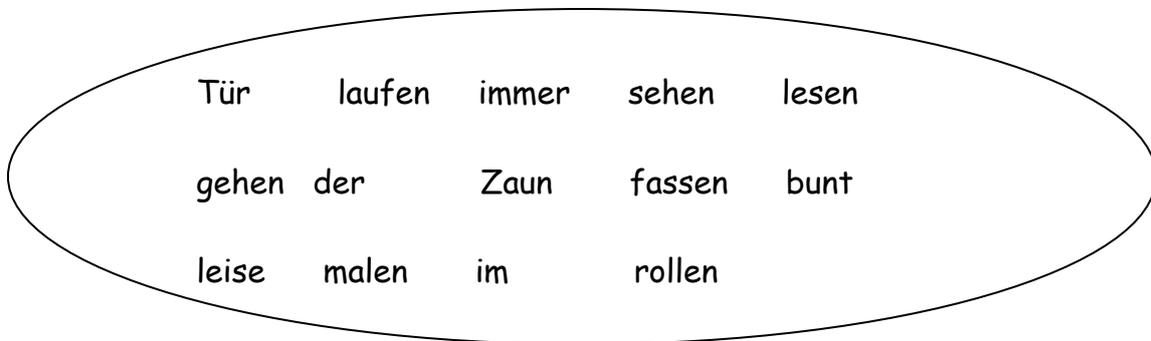 Tür laufen immer sehen lesen
gehen der Zaun fassen bunt
leise malen im rollen